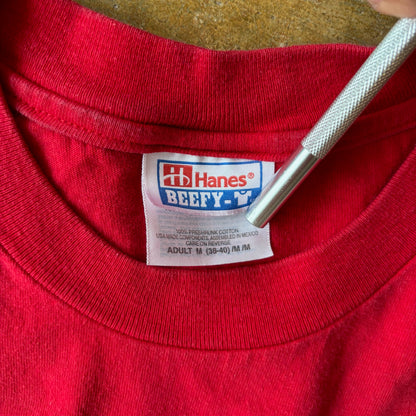 Hanes®
BEEFY-T
100% PRESHRUNK COTTON
USA MADE COMPONENTS, ASSEMBLED IN MEXICO
CARE ON REVERSE
ADULT M (38-40) /M /M